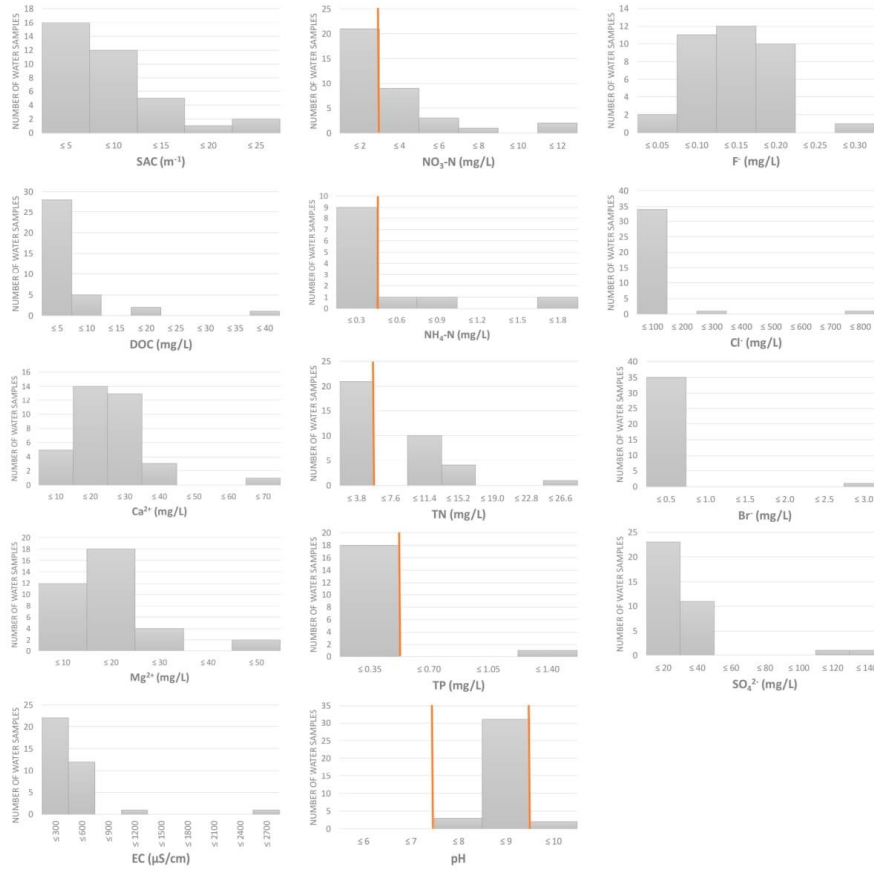 NUMBER OF WATER SAMPLES
18
16
14
12
10
8
6
4
2
0
≤ 5 ≤ 10 ≤ 15 ≤ 20 ≤ 25
SAC (m⁻¹)
NUMBER OF WATER SAMPLES
25
20
15
10
5
0
≤ 2 ≤ 4 ≤ 6 ≤ 8 ≤ 10 ≤ 12
NO₃-N (mg/L)
NUMBER OF WATER SAMPLES
14
12
10
8
6
4
2
0
≤ 0.05 ≤ 0.10 ≤ 0.15 ≤ 0.20 ≤ 0.25 ≤ 0.30
F⁻ (mg/L)
NUMBER OF WATER SAMPLES
30
25
20
15
10
5
0
≤ 5 ≤ 10 ≤ 15 ≤ 20 ≤ 25 ≤ 30 ≤ 35 ≤ 40
DOC (mg/L)
NUMBER OF WATER SAMPLES
10
9
8
7
6
5
4
3
2
1
0
≤ 0.3 ≤ 0.6 ≤ 0.9 ≤ 1.2 ≤ 1.5 ≤ 1.8
NH₄-N (mg/L)
NUMBER OF WATER SAMPLES
40
35
30
25
20
15
10
5
0
≤ 100 ≤ 200 ≤ 300 ≤ 400 ≤ 500 ≤ 600 ≤ 700 ≤ 800
Cl⁻ (mg/L)
NUMBER OF WATER SAMPLES
16
14
12
10
8
6
4
2
0
≤ 10 ≤ 20 ≤ 30 ≤ 40 ≤ 50 ≤ 60 ≤ 70
Ca²⁺ (mg/L)
NUMBER OF WATER SAMPLES
25
20
15
10
5
0
≤ 3.8 ≤ 7.6 ≤ 11.4 ≤ 15.2 ≤ 19.0 ≤ 22.8 ≤ 26.6
TN (mg/L)
NUMBER OF WATER SAMPLES
40
35
30
25
20
15
10
5
0
≤ 0.5 ≤ 1.0 ≤ 1.5 ≤ 2.0 ≤ 2.5 ≤ 3.0
Br⁻ (mg/L)
NUMBER OF WATER SAMPLES
20
18
16
14
12
10
8
6
4
2
0
≤ 10 ≤ 20 ≤ 30 ≤ 40 ≤ 50
Mg²⁺ (mg/L)
NUMBER OF WATER SAMPLES
20
18
16
14
12
10
8
6
4
2
0
≤ 0.35 ≤ 0.70 ≤ 1.05 ≤ 1.40
TP (mg/L)
NUMBER OF WATER SAMPLES
25
20
15
10
5
0
≤ 20 ≤ 40 ≤ 60 ≤ 80 ≤ 100 ≤ 120 ≤ 140
SO₄²⁻ (mg/L)
NUMBER OF WATER SAMPLES
25
20
15
10
5
0
≤ 300 ≤ 600 ≤ 900 ≤ 1200 ≤ 1500 ≤ 1800 ≤ 2100 ≤ 2400 ≤ 2700
EC (µS/cm)
NUMBER OF WATER SAMPLES
35
30
25
20
15
10
5
0
≤ 6 ≤ 7 ≤ 8 ≤ 9 ≤ 10
pH